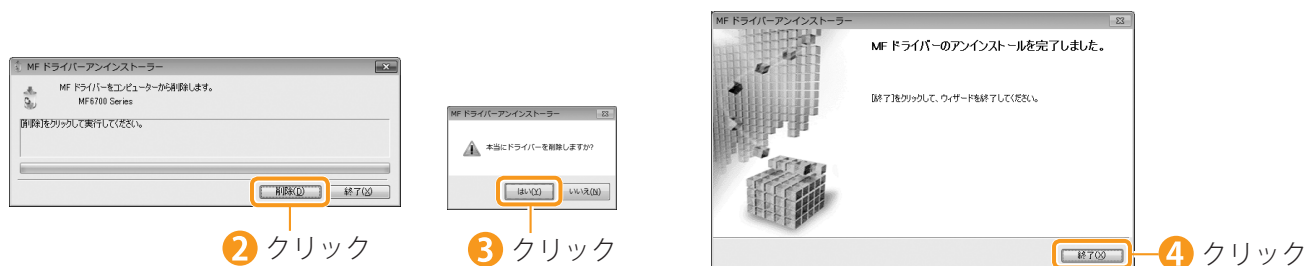 MF ドライバーアンインストーラー
MF ドライバーをコンピューターから削除します。
MF6700 Series
[削除]をクリックして実行してください。
削除(D)
終了(X)
2 クリック
MF ドライバーアンインストーラー
本当にドライバーを削除しますか?
はい(Y)
いいえ(N)
3 クリック
MF ドライバーアンインストーラー
MF ドライバーのアンインストールを完了しました。
[終了]をクリックして、ウィザードを終了してください。
終了(X)
4 クリック